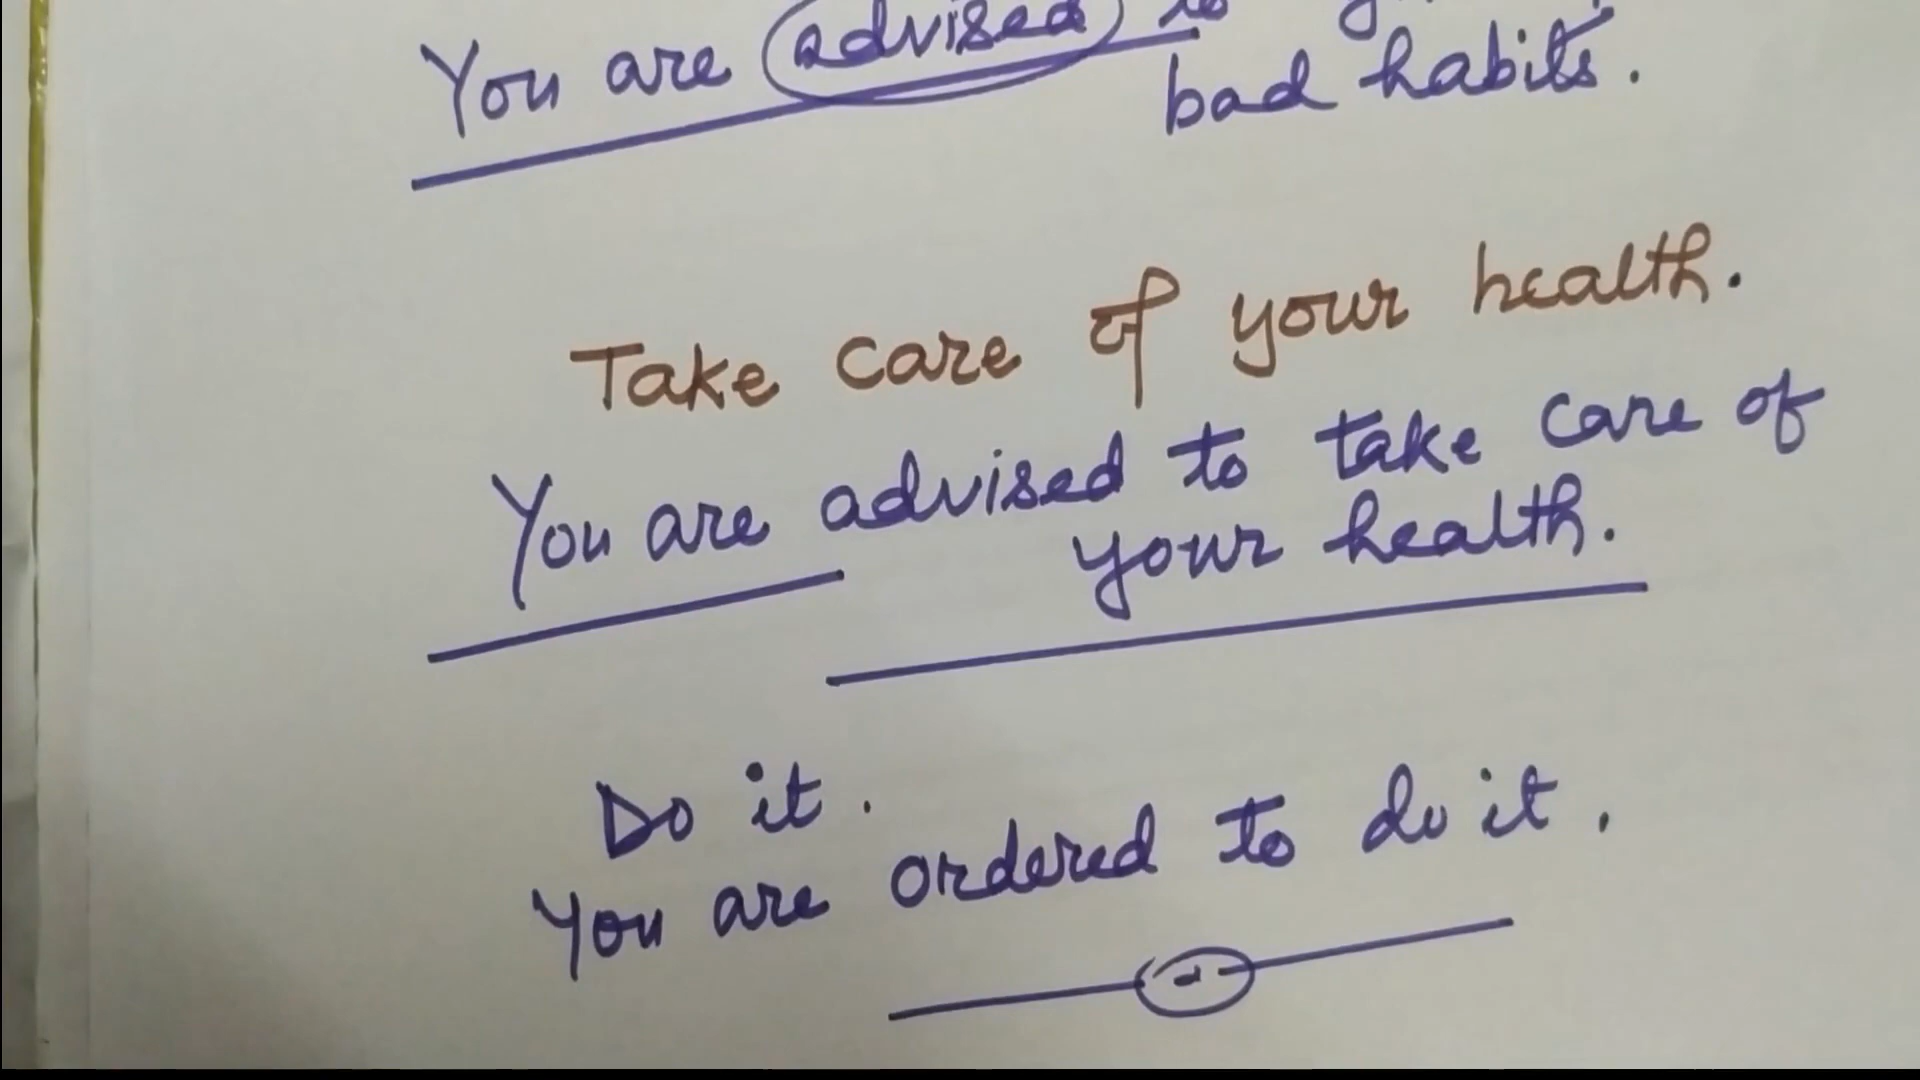 You are advised to
bad habits.
Take care of your health.
You are advised to take care of
your health.
Do it.
You are ordered to do it.